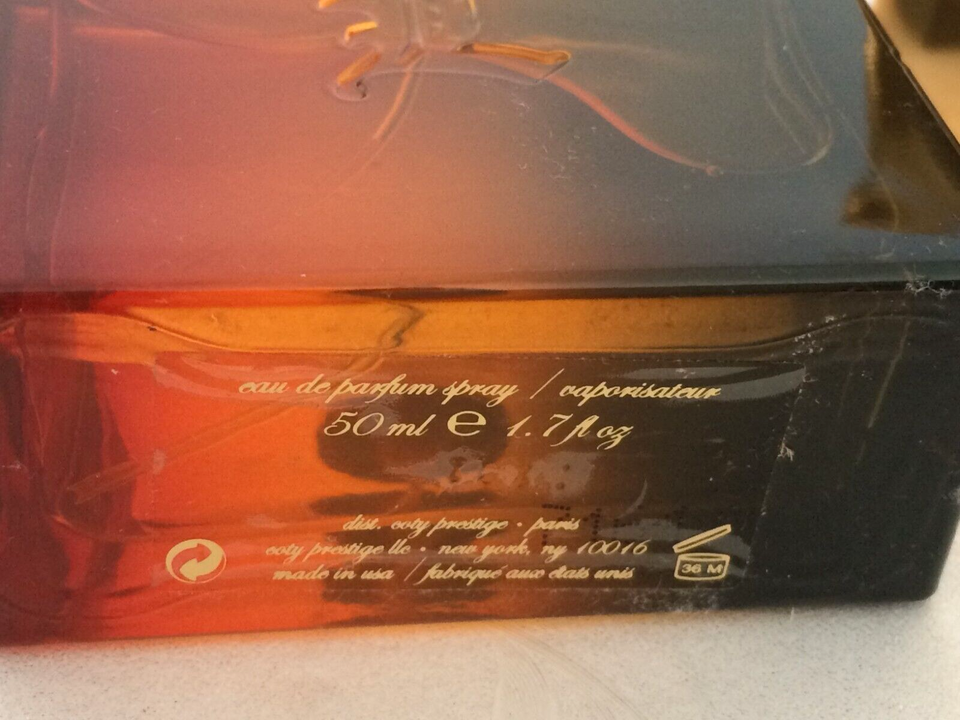 eau de parfum spray / vaporisateur
50 ml e 1.7 fl oz
dist. coty prestige · paris
coty prestige llc · new york, ny 10016
made in usa / fabriqué aux états unis
36 M